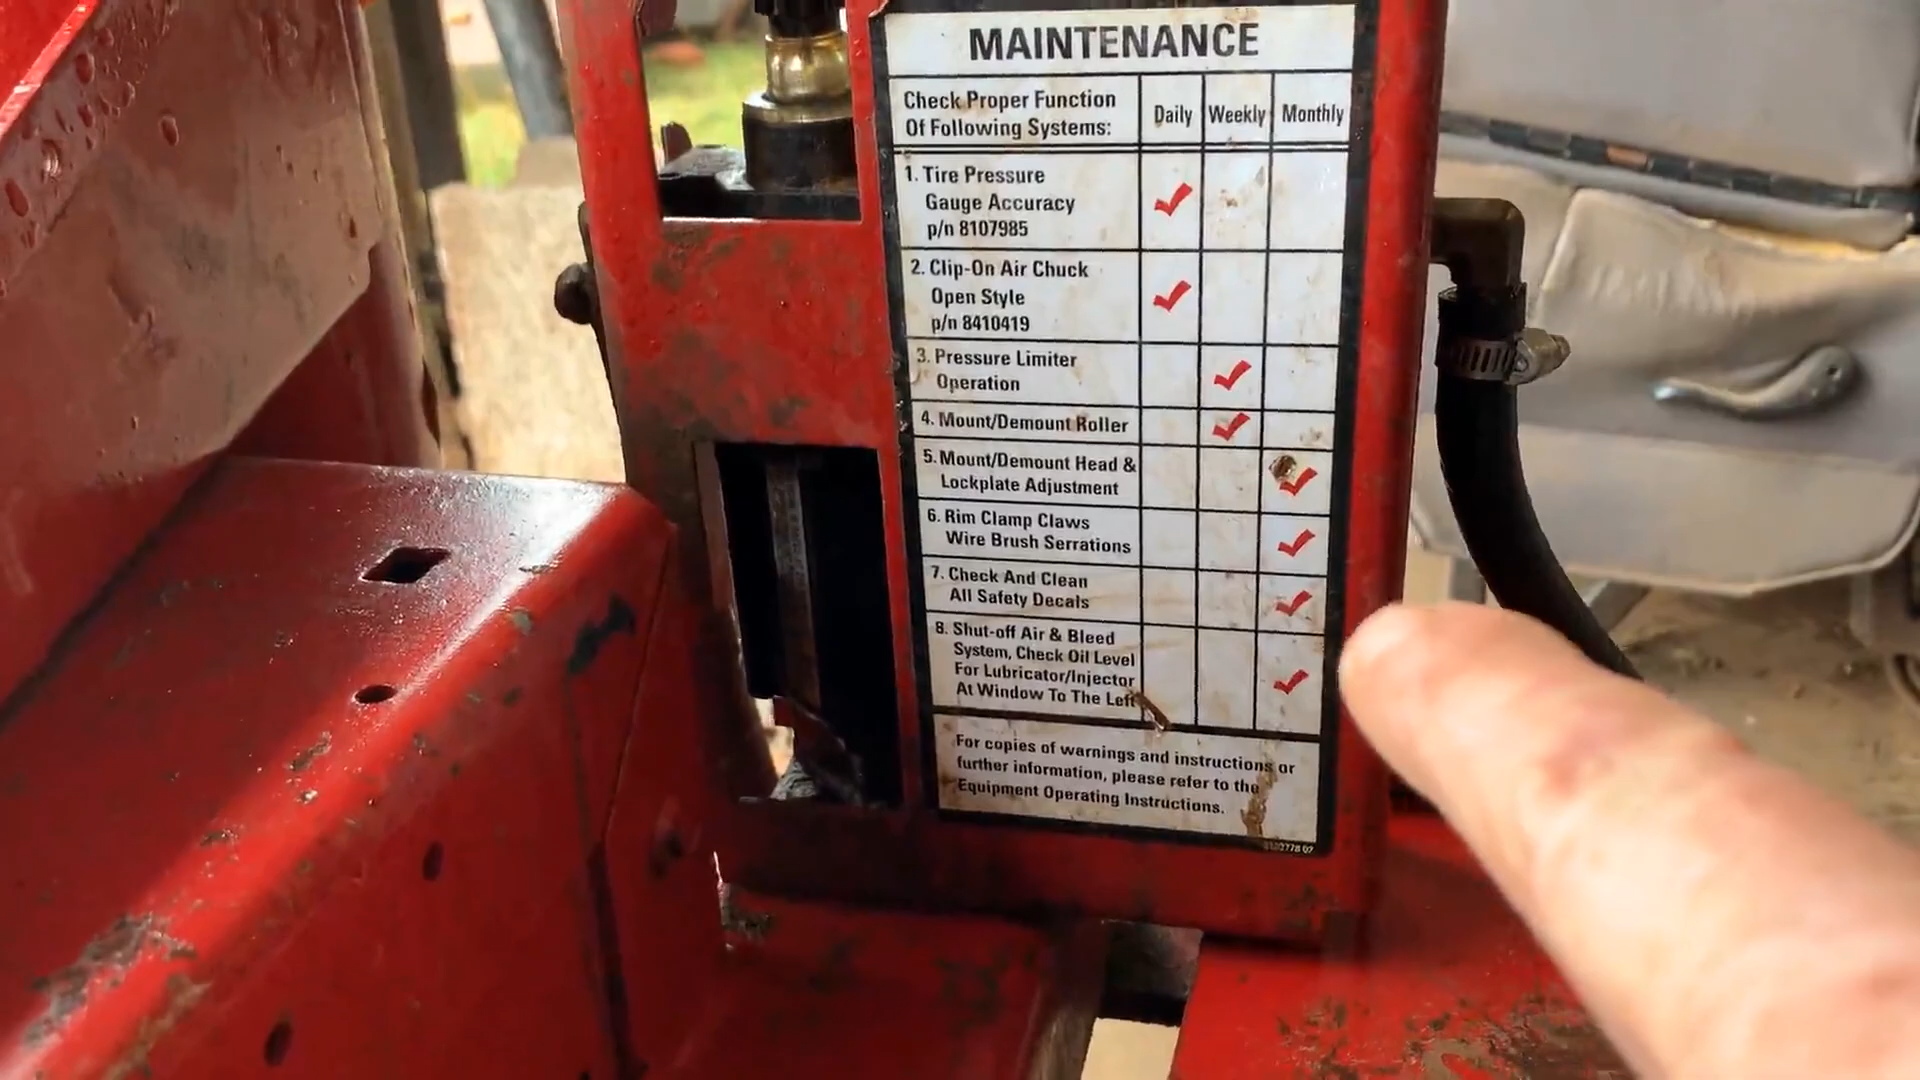 MAINTENANCE
Check Proper Function
Of Following Systems:
Daily
Weekly
Monthly
1. Tire Pressure
Gauge Accuracy
p/n 8107985
2. Clip-On Air Chuck
Open Style
p/n 8410419
3. Pressure Limiter
Operation
4. Mount/Demount Roller
5. Mount/Demount Head &
Lockplate Adjustment
6. Rim Clamp Claws
Wire Brush Serrations
7. Check And Clean
All Safety Decals
8. Shut-off Air & Bleed
System, Check Oil Level
For Lubricator/Injector
At Window To The Left
For copies of warnings and instructions or
further information, please refer to the
Equipment Operating Instructions.